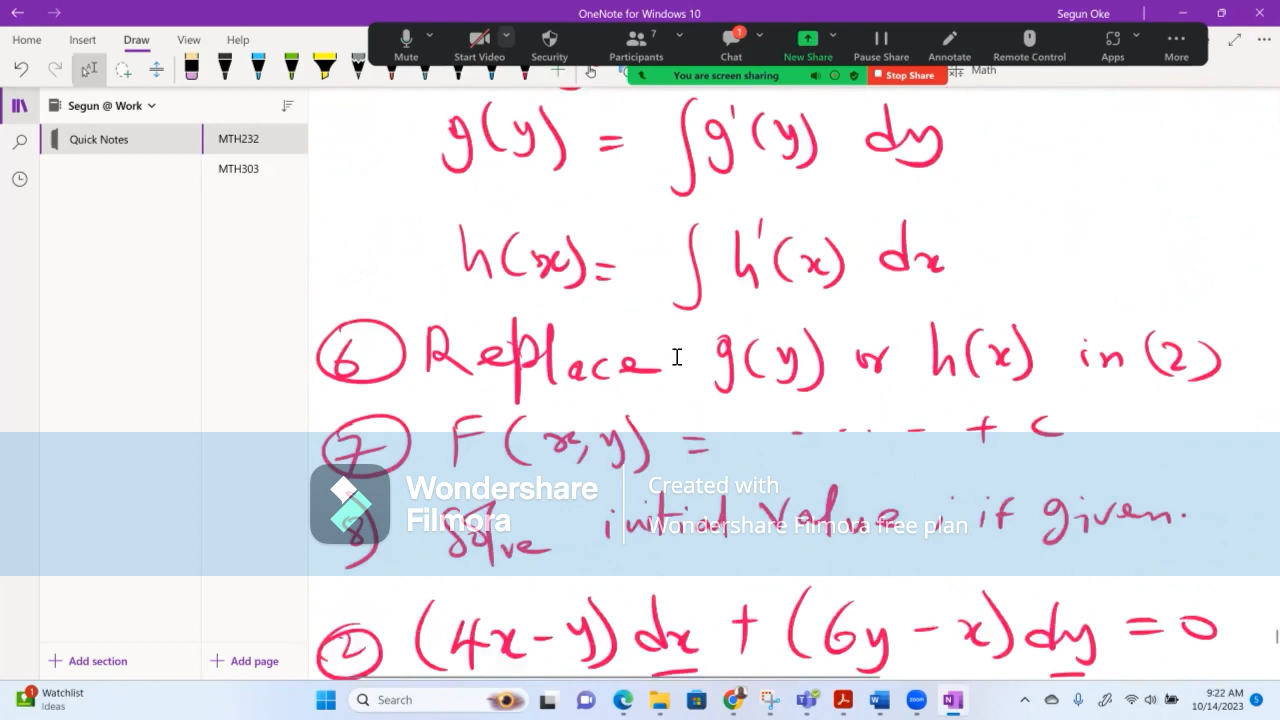 OneNote for Windows 10
Segun Oke
Home Insert Draw View Help
Mute Start Video Security Participants 7 Chat 1 New Share Pause Share Annotate Remote Control Apps More
You are screen sharing Stop Share Math
Segun @ Work
Quick Notes
MTH232
MTH303
g(y) = ∫g'(y) dy
h(x) = ∫ h'(x) dx
6 Replace g(y) or h(x) in (2)
7 F(x,y) = - - - - + c
8) Solve initial value, if given.
Wondershare Filmora
Created with
Wondershare Filmora free plan
2 (4x-y)dx + (6y-x)dy = 0
Add section
Add page
Watchlist
Ideas
Search
9:22 AM
10/14/2023